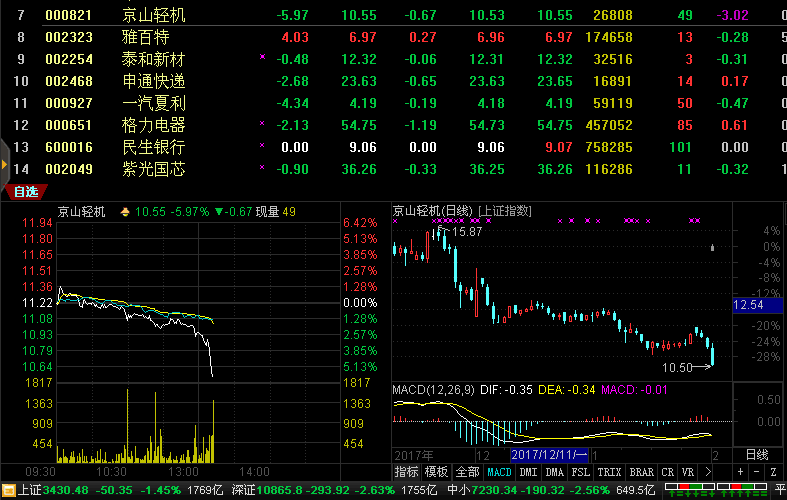 7 000821 京山轻机 -5.97 10.55 -0.67 10.53 10.55 26808 49 -3.02
8 002323 雅百特 4.03 6.97 0.27 6.96 6.97 174658 13 -0.28
9 002254 泰和新材 × -0.48 12.32 -0.06 12.31 12.32 32516 3 -0.31
10 002468 申通快递 -2.68 23.63 -0.65 23.63 23.65 16891 14 0.17
11 000927 一汽夏利 -4.34 4.19 -0.19 4.18 4.19 59119 50 -0.47
12 000651 格力电器 × -2.13 54.75 -1.19 54.73 54.75 457052 85 0.61
13 600016 民生银行 × 0.00 9.06 0.00 9.06 9.07 758285 101 0.00
14 002049 紫光国芯 × -0.90 36.26 -0.33 36.25 36.26 116286 11 -0.32
自选
京山轻机 10.55 -5.97% ▼-0.67 现量 49
11.94 6.42%
11.80 5.13%
11.65 3.85%
11.51 2.57%
11.36 1.28%
11.22 0.00%
11.08 1.28%
10.93 2.57%
10.79 3.85%
10.64 5.13%
1817 1817
1363 1363
909 909
454 454
09:30 10:30 13:00 14:00
京山轻机(日线) [上证指数]
15.87
4%
0%
-4%
-8%
-12%
12.54
-20%
-24%
-28%
10.50
MACD(12,26,9) DIF: -0.35 DEA: -0.34 MACD: -0.01
0.50
0.00
2017年 12 2017/12/11/一 1 2 日线
指标 模板 全部 MACD DMI DMA FSL TRIX BRAR CR VR > + - Z
上证3430.48 -50.35 -1.45% 1769亿 深证10865.8 -293.92 -2.63% 1755亿 中小7230.34 -190.32 -2.56% 649.5亿 平